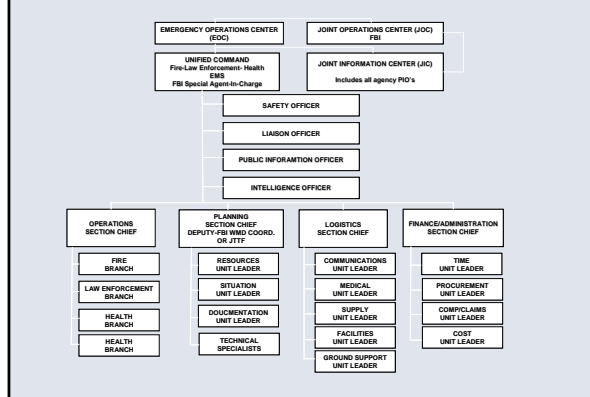 EMERGENCY OPERATIONS CENTER
(EOC)
JOINT OPERATIONS CENTER (JOC)
FBI
UNIFIED COMMAND
Fire-Law Enforcement- Health
EMS
FBI Special Agent-In-Charge
JOINT INFORMATION CENTER (JIC)
Includes all agency PIO's
SAFETY OFFICER
LIAISON OFFICER
PUBLIC INFORAMTION OFFICER
INTELLIGENCE OFFICER
OPERATIONS
SECTION CHIEF
FIRE
BRANCH
LAW ENFORCEMENT
BRANCH
HEALTH
BRANCH
HEALTH
BRANCH
PLANNING
SECTION CHIEF
DEPUTY-FBI WMD COORD.
OR JTTF
RESOURCES
UNIT LEADER
SITUATION
UNIT LEADER
DOUCMENTATION
UNIT LEADER
TECHNICAL
SPECIALISTS
LOGISTICS
SECTION CHIEF
COMMUNICATIONS
UNIT LEADER
MEDICAL
UNIT LEADER
SUPPLY
UNIT LEADER
FACILITIES
UNIT LEADER
GROUND SUPPORT
UNIT LEADER
FINANCE/ADMINISTRATION
SECTION CHIEF
TIME
UNIT LEADER
PROCUREMENT
UNIT LEADER
COMP/CLAIMS
UNIT LEADER
COST
UNIT LEADER